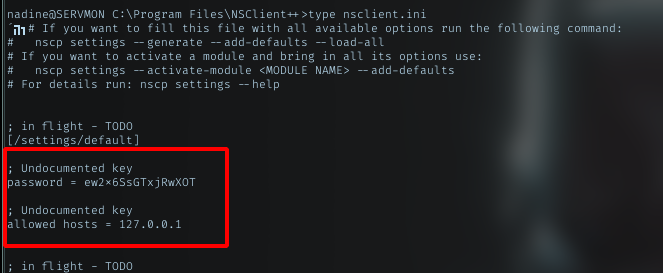 nadine@SERVMON C:\Program Files\NSClient++>type nsclient.ini
# If you want to fill this file with all available options run the following command:
#   nscp settings --generate --add-defaults --load-all
# If you want to activate a module and bring in all its options use:
#   nscp settings --activate-module <MODULE NAME> --add-defaults
# For details run: nscp settings --help
; in flight - TODO
[/settings/default]
; Undocumented key
password = ew2x6SsGTxjRwXOT
; Undocumented key
allowed hosts = 127.0.0.1
; in flight - TODO